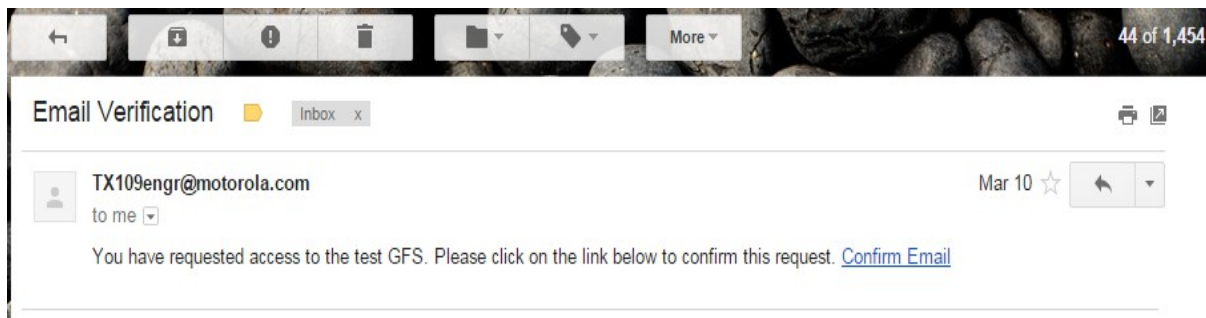 More
44 of 1,454
Email Verification
Inbox x
TX109engr@motorola.com
Mar 10
to me
You have requested access to the test GFS. Please click on the link below to confirm this request. Confirm Email